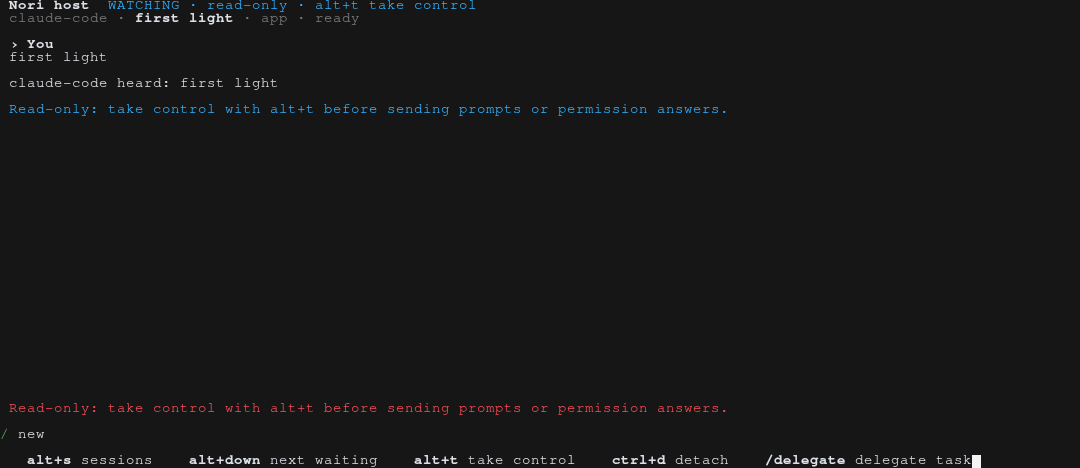 Nori host  WATCHING · read-only · alt+t take control
claude-code · first light · app · ready
› You
first light
claude-code heard: first light
Read-only: take control with alt+t before sending prompts or permission answers.
Read-only: take control with alt+t before sending prompts or permission answers.
/ new
alt+s sessions    alt+down next waiting    alt+t take control    ctrl+d detach    /delegate delegate task